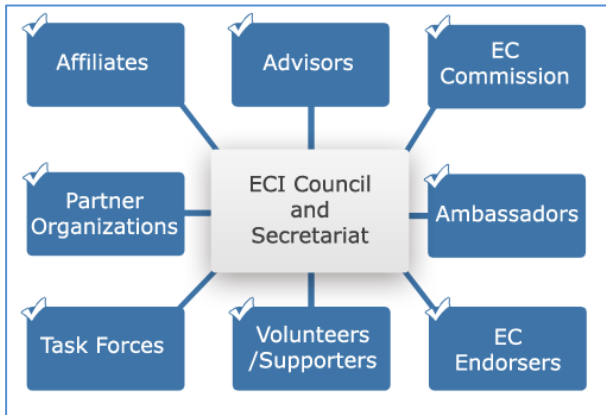 Affiliates
Advisors
EC
Commission
Partner
Organizations
ECI Council
and
Secretariat
Ambassadors
Task Forces
Volunteers
/Supporters
EC
Endorsers